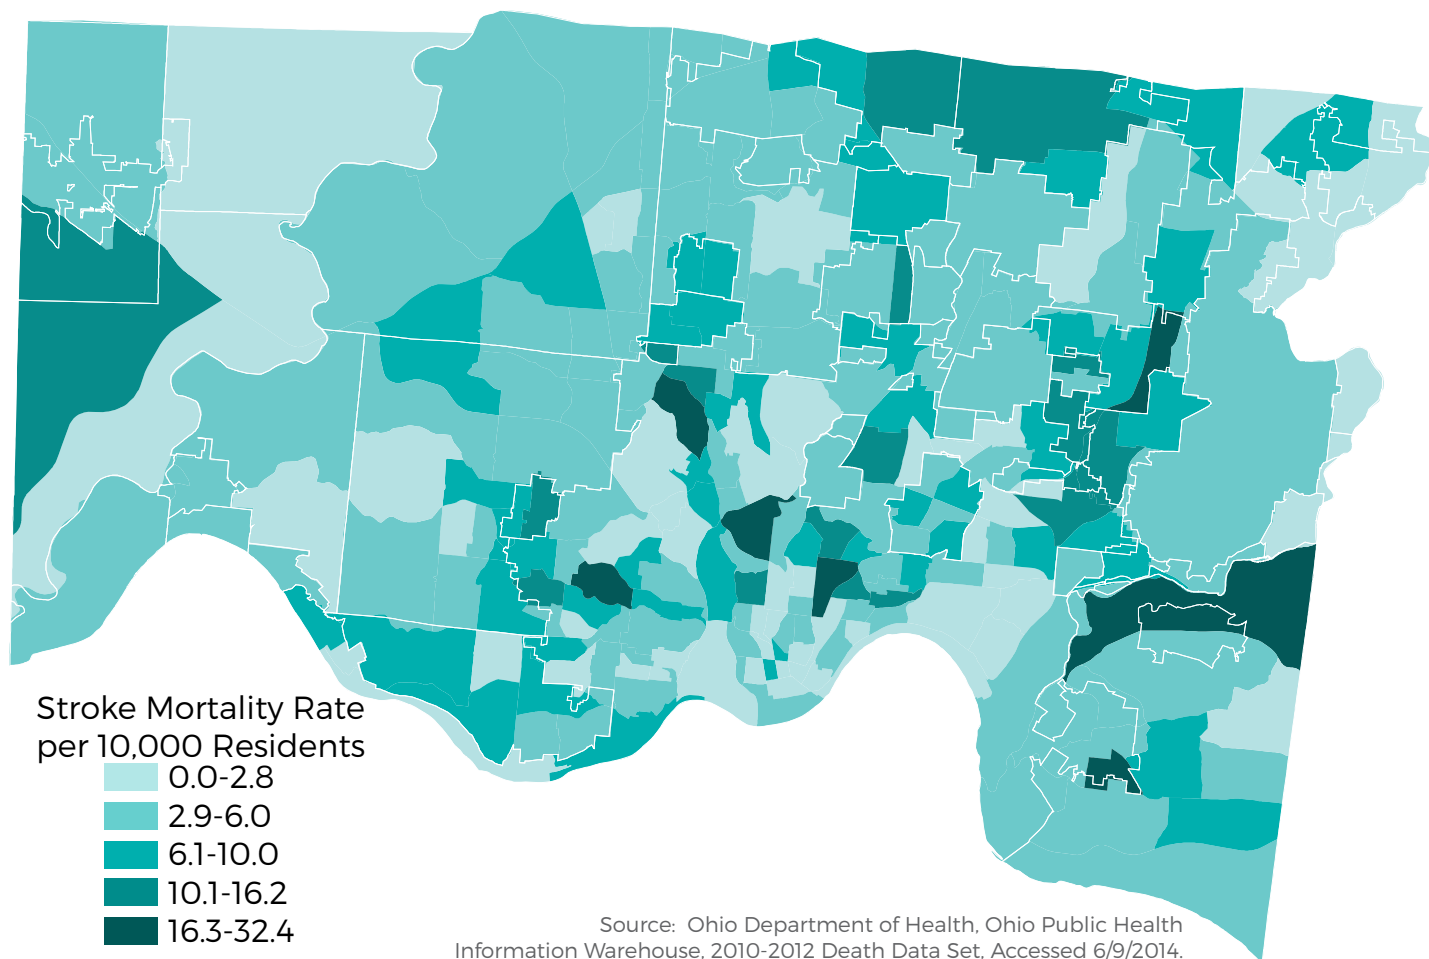 Stroke Mortality Rate
per 10,000 Residents
0.0-2.8
2.9-6.0
6.1-10.0
10.1-16.2
16.3-32.4
Source:  Ohio Department of Health, Ohio Public Health
Information Warehouse, 2010-2012 Death Data Set, Accessed 6/9/2014.